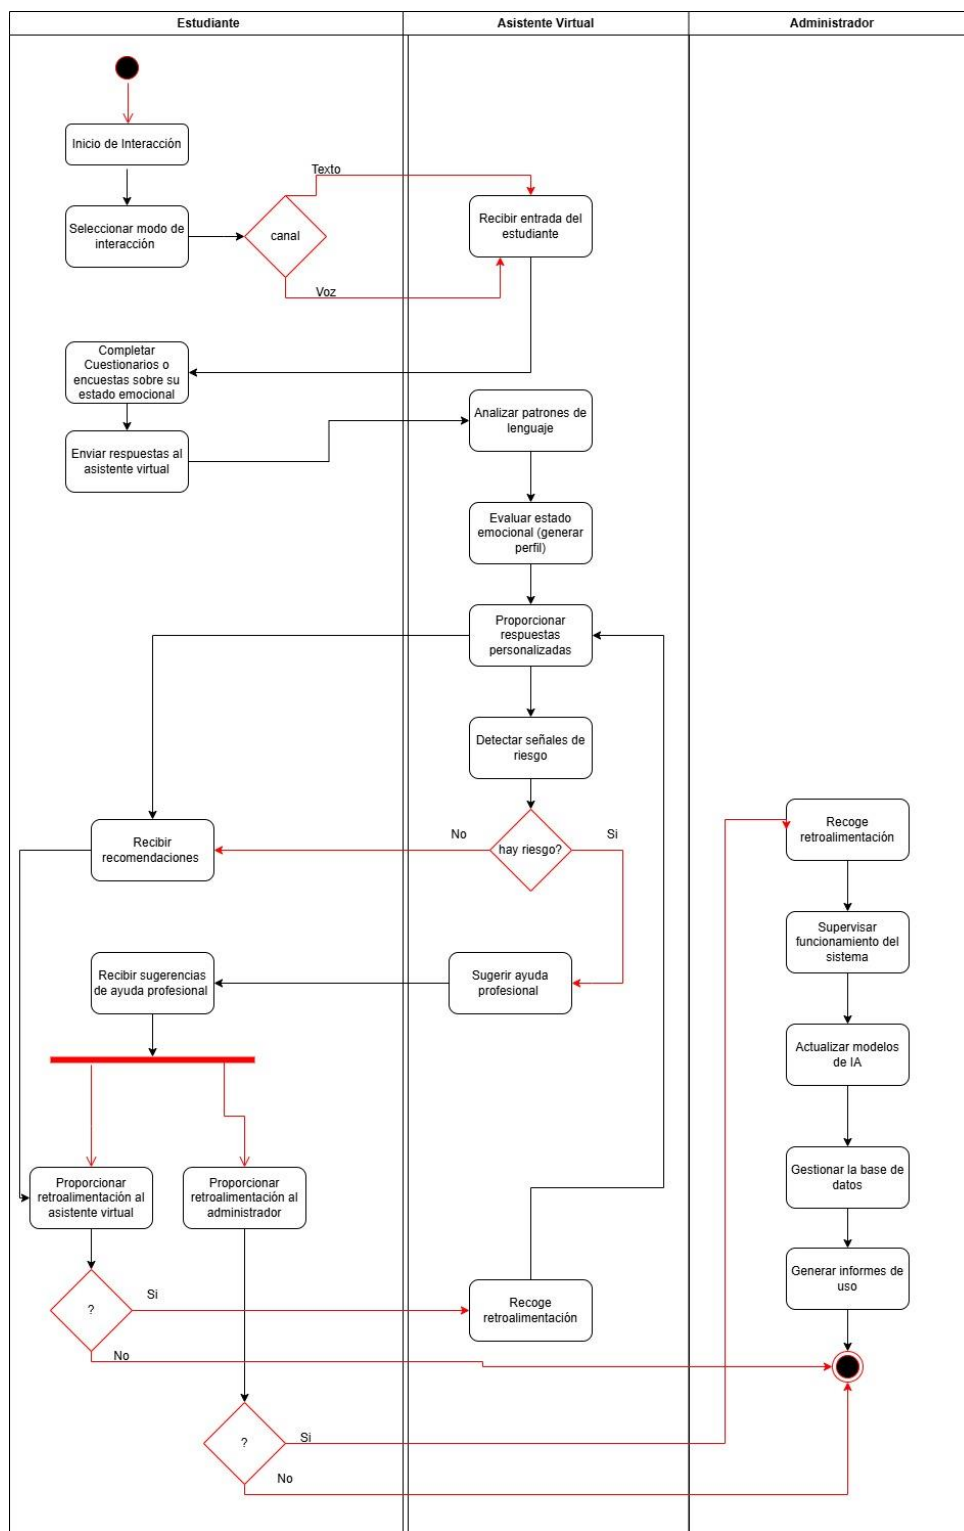 Estudiante
Asistente Virtual
Administrador
Inicio de Interacción
Texto
Seleccionar modo de
interacción
canal
Recibir entrada del
estudiante
Voz
Completar
Cuestionarios o
encuestas sobre su
estado emocional
Analizar patrones de
lenguaje
Enviar respuestas al
asistente virtual
Evaluar estado
emocional (generar
perfil)
Proporcionar
respuestas
personalizadas
Detectar señales de
riesgo
Recibir
recomendaciones
No
hay riesgo?
Si
Recoge
retroalimentación
Supervisar
funcionamiento del
sistema
Recibir sugerencias
de ayuda profesional
Sugerir ayuda
profesional
Actualizar modelos
de IA
Proporcionar
retroalimentación al
asistente virtual
Proporcionar
retroalimentación al
administrador
Gestionar la base de
datos
?
Si
Recoge
retroalimentación
Generar informes de
uso
No
?
Si
No